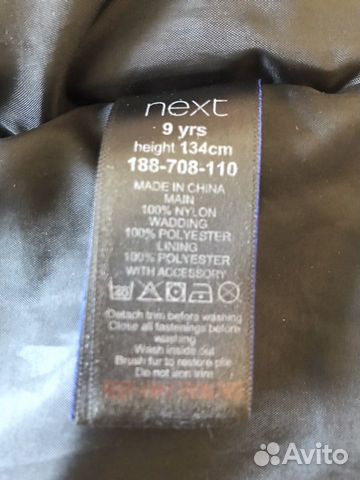 next
9 yrs
height 134cm
188-708-110
MADE IN CHINA
MAIN
100% NYLON
WADDING
100% POLYESTER
LINING
100% POLYESTER
WITH ACCESSORY
Detach trim before washing
Close all fastenings before
washing
Wash inside out
Brush fur to restore pile
Do not iron trim
Avito